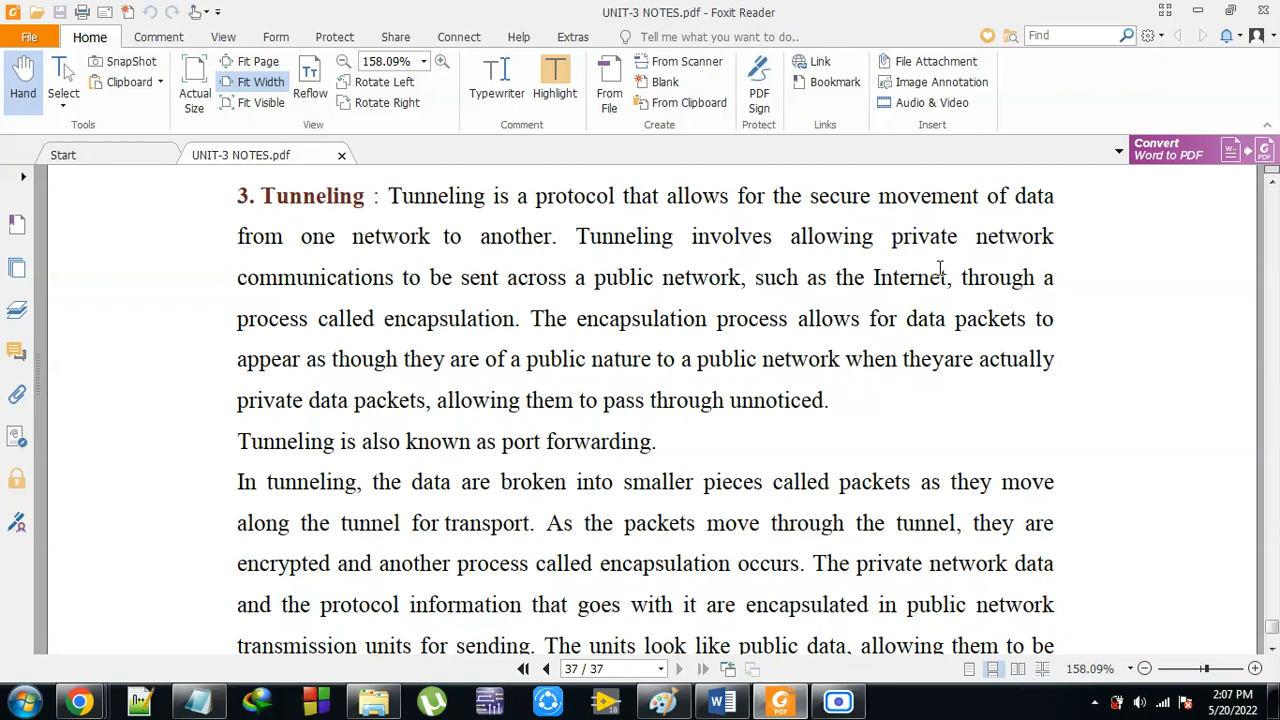 UNIT-3 NOTES.pdf - Foxit Reader
File Home Comment View Form Protect Share Connect Help Extras Tell me what you want to do.. Find
Hand
Select
SnapShot
Clipboard
Tools
Actual Size
Fit Page
Fit Width
Fit Visible
Reflow
158.09%
Rotate Left
Rotate Right
View
Typewriter
Highlight
Comment
From File
From Scanner
Blank
From Clipboard
Create
PDF Sign
Protect
Link
Bookmark
Links
File Attachment
Image Annotation
Audio & Video
Insert
Start UNIT-3 NOTES.pdf
Convert
Word to PDF
3. Tunneling : Tunneling is a protocol that allows for the secure movement of data
from one network to another. Tunneling involves allowing private network
communications to be sent across a public network, such as the Internet, through a
process called encapsulation. The encapsulation process allows for data packets to
appear as though they are of a public nature to a public network when theyare actually
private data packets, allowing them to pass through unnoticed.
Tunneling is also known as port forwarding.
In tunneling, the data are broken into smaller pieces called packets as they move
along the tunnel for transport. As the packets move through the tunnel, they are
encrypted and another process called encapsulation occurs. The private network data
and the protocol information that goes with it are encapsulated in public network
transmission units for sending. The units look like public data, allowing them to be
37 / 37 158.09%
2:07 PM
5/20/2022